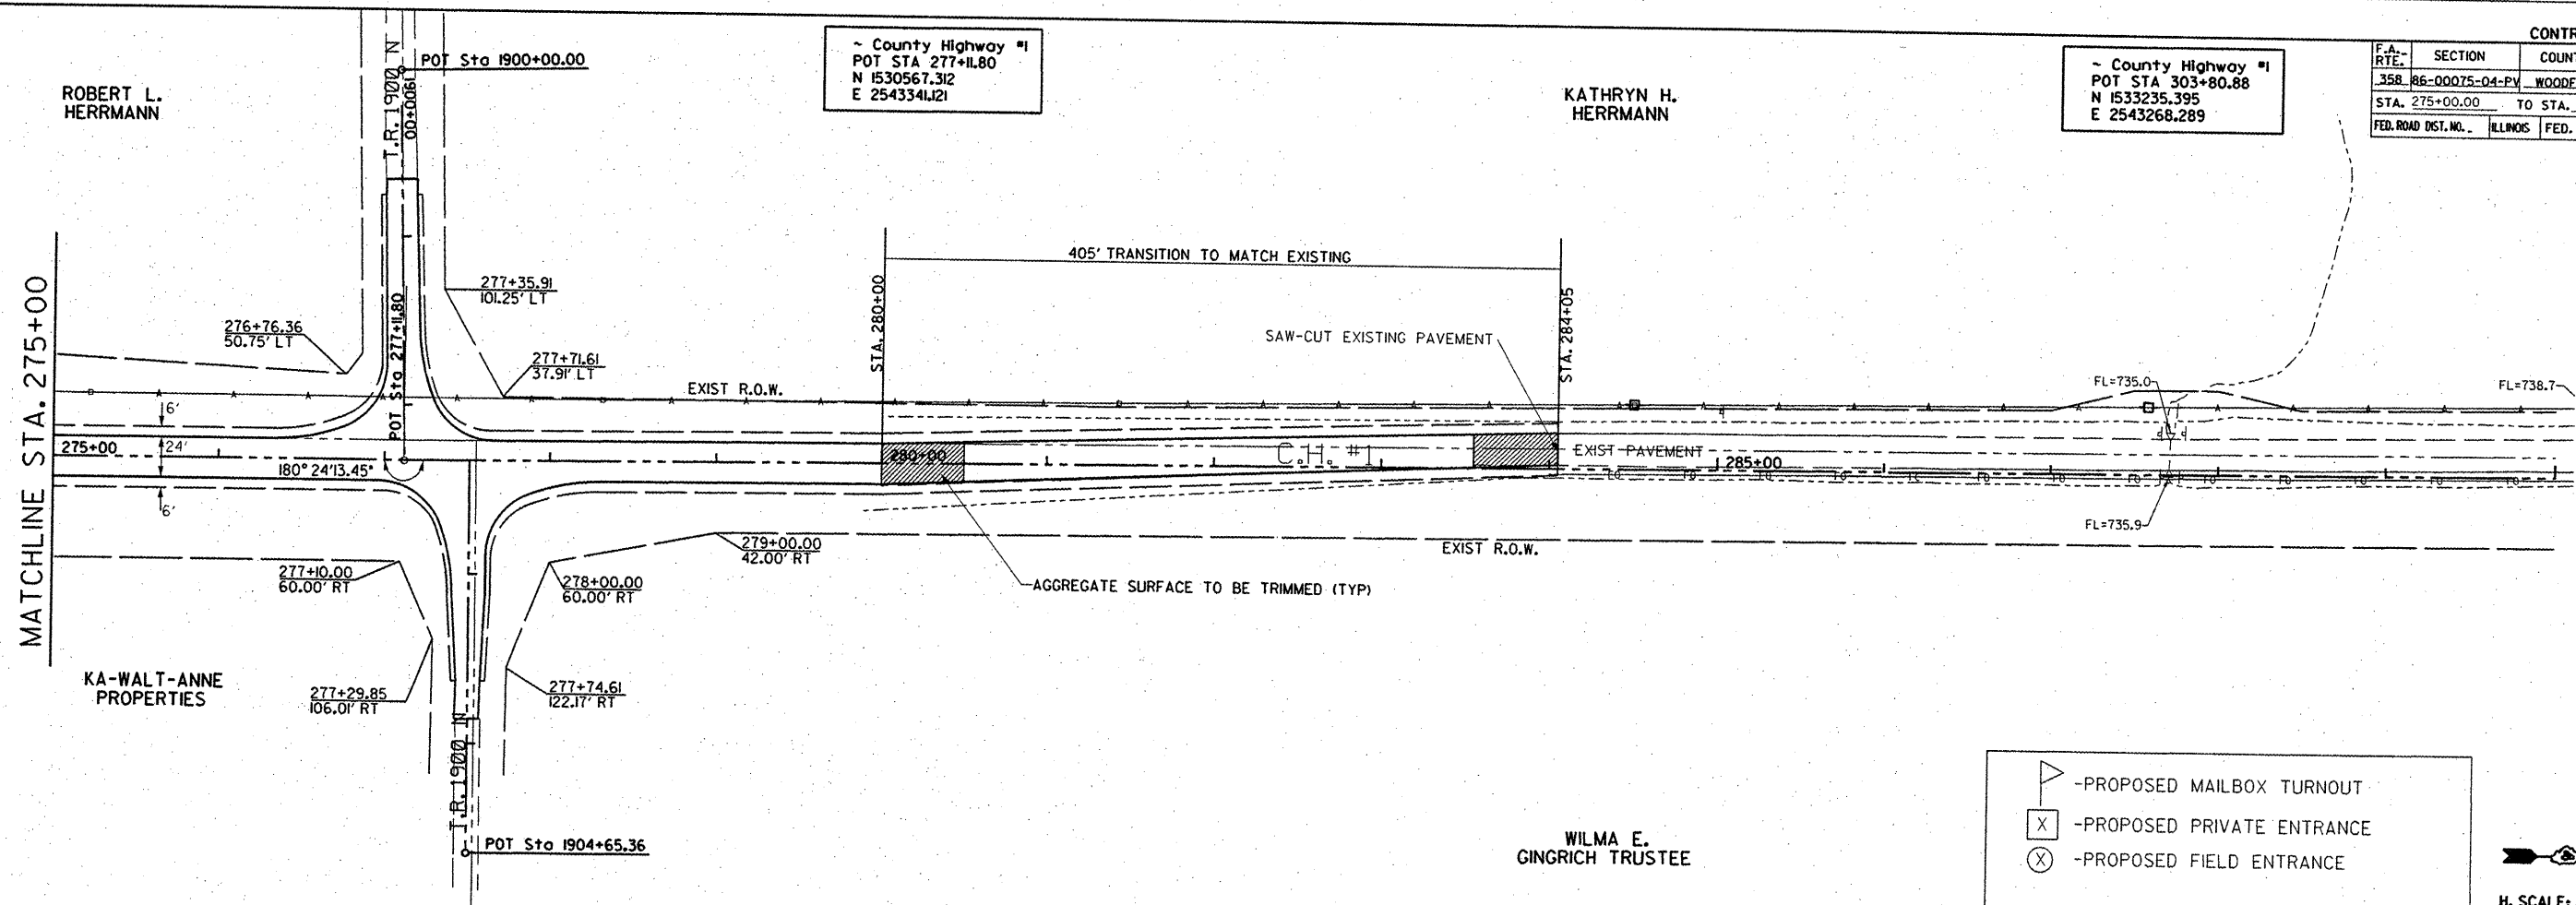 CONTR
F.A.
RTE.
SECTION
COUN
358
86-00075-04-PV
WOODF
STA. 275+00.00 TO STA.
FED. ROAD DIST. NO.
ILLINOIS
FED.
~ County Highway #1
POT STA 277+11.80
N 1530567.312
E 2543341.121
~ County Highway #1
POT STA 303+80.88
N 1533235.395
E 2543268.289
ROBERT L.
HERRMANN
KATHRYN H.
HERRMANN
T.R. 1900 N
1900+00
POT Sta 1900+00.00
MATCHLINE STA. 275+00
276+76.36
50.75' LT
POT Sta 277+11.80
277+35.91
101.25' LT
277+71.61
37.91' LT
EXIST R.O.W.
STA. 280+00
405' TRANSITION TO MATCH EXISTING
STA. 284+05
SAW-CUT EXISTING PAVEMENT
FL=735.0
FL=738.7
6'
24'
6'
275+00
180° 24'13.45"
280+00
C.H. #1
EXIST PAVEMENT
285+00
FL=735.9
277+10.00
60.00' RT
278+00.00
60.00' RT
279+00.00
42.00' RT
EXIST R.O.W.
AGGREGATE SURFACE TO BE TRIMMED (TYP)
KA-WALT-ANNE
PROPERTIES
277+29.85
106.01' RT
277+74.61
122.17' RT
T.R. 1900 N
POT Sta 1904+65.36
WILMA E.
GINGRICH TRUSTEE
-PROPOSED MAILBOX TURNOUT
X -PROPOSED PRIVATE ENTRANCE
X -PROPOSED FIELD ENTRANCE
H. SCALE: